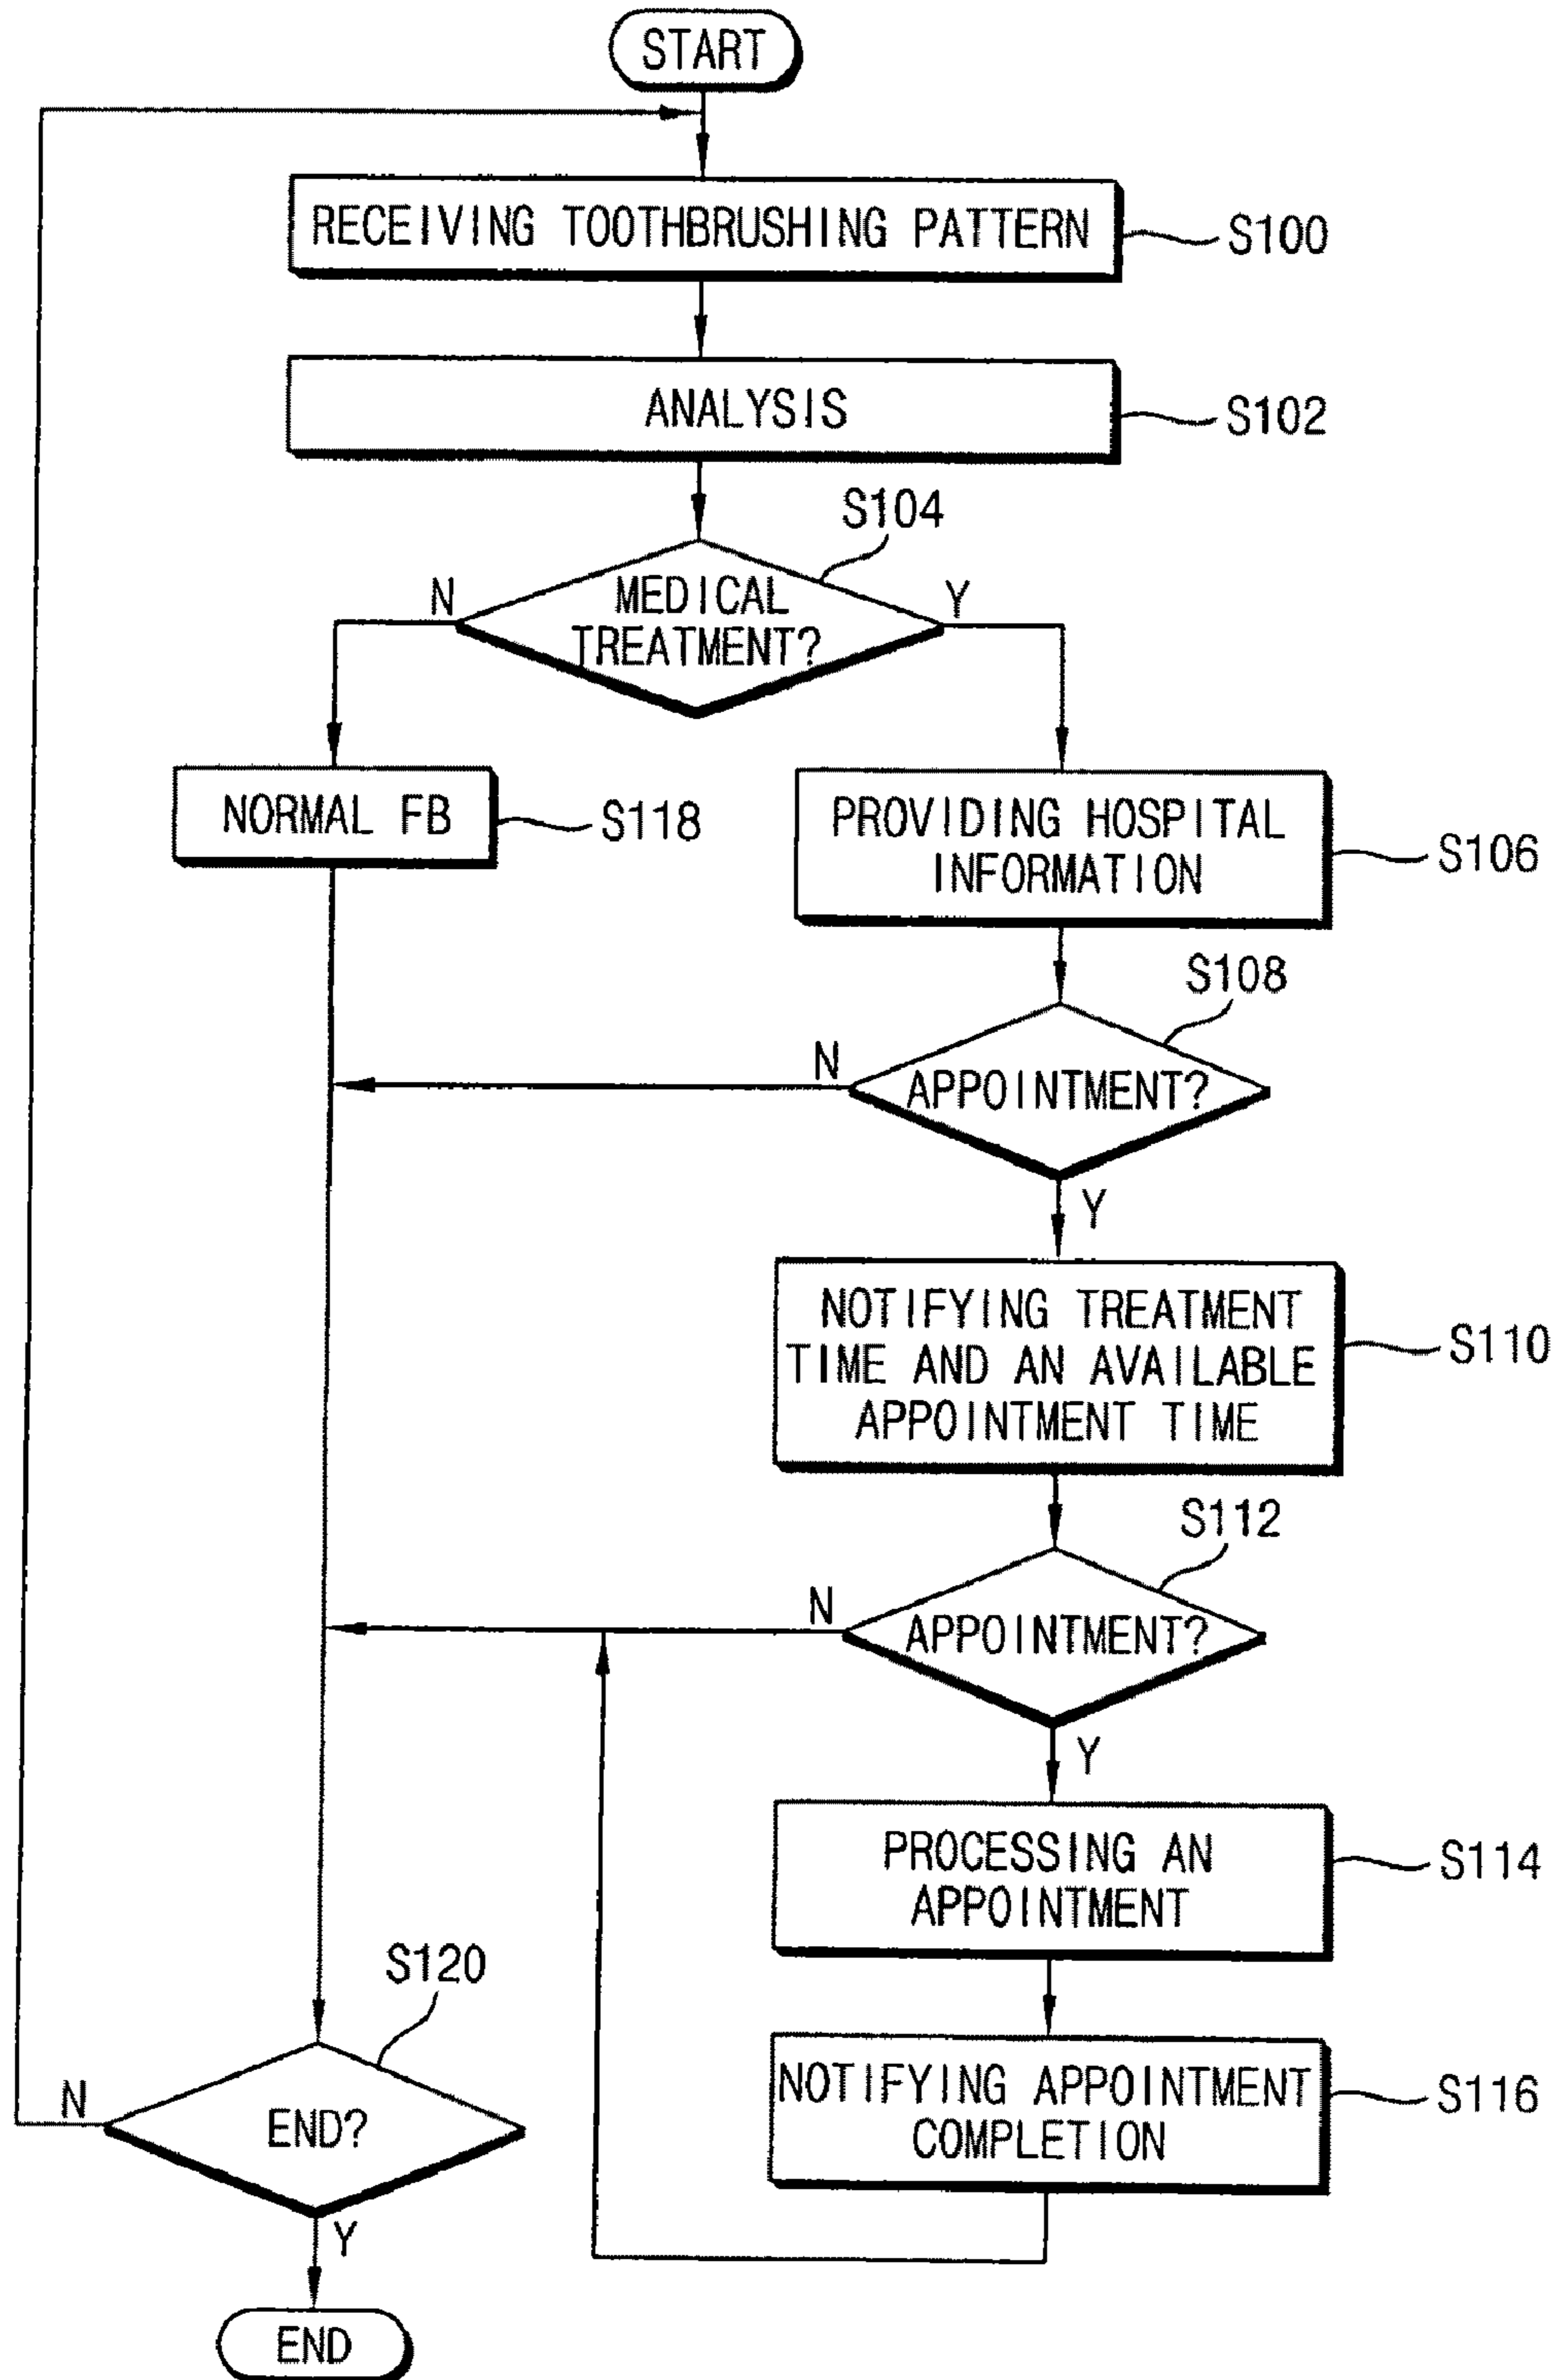 START
RECEIVING TOOTHBRUSHING PATTERN
S100
ANALYSIS
S102
S104
N
MEDICAL
TREATMENT?
Y
NORMAL FB
S118
PROVIDING HOSPITAL
INFORMATION
S106
S108
N
APPOINTMENT?
Y
NOTIFYING TREATMENT
TIME AND AN AVAILABLE
APPOINTMENT TIME
S110
S112
N
APPOINTMENT?
Y
PROCESSING AN
APPOINTMENT
S114
NOTIFYING APPOINTMENT
COMPLETION
S116
S120
N
END?
Y
END